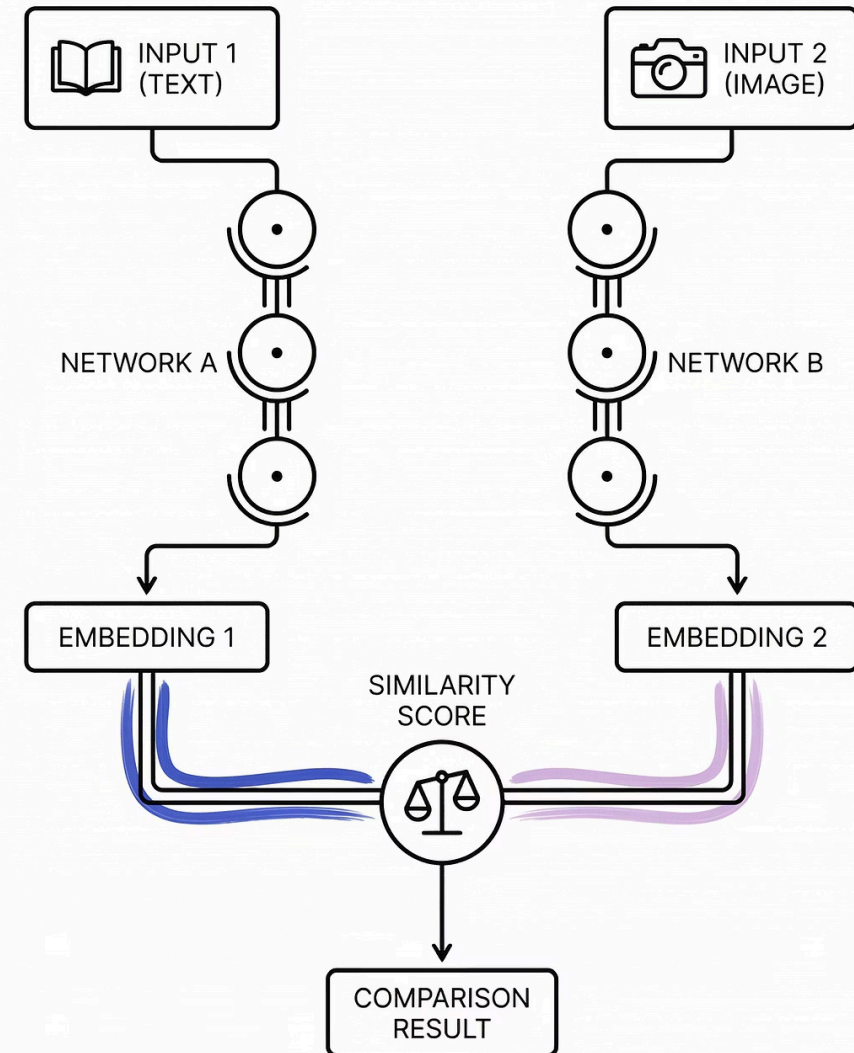 INPUT 1
(TEXT)
INPUT 2
(IMAGE)
NETWORK A
NETWORK B
EMBEDDING 1
EMBEDDING 2
SIMILARITY
SCORE
COMPARISON
RESULT